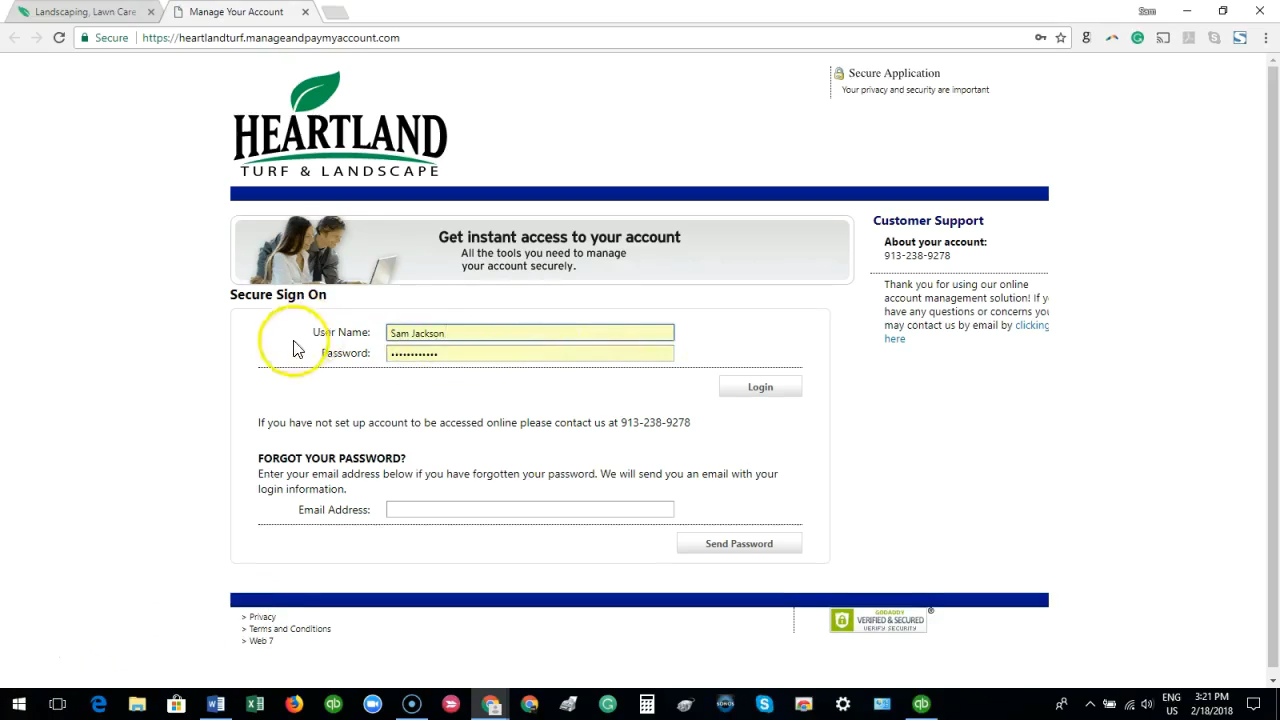 Landscaping, Lawn Care
Manage Your Account
Sam
Secure
https://heartlandturf.manageandpaymyaccount.com
HEARTLAND
TURF & LANDSCAPE
Secure Application
Your privacy and security are important
Get instant access to your account
All the tools you need to manage
your account securely.
Customer Support
About your account:
913-238-9278
Thank you for using our online
account management solution! If y
have any questions or concerns you
may contact us by email by clicking
here
Secure Sign On
User Name:
Sam Jackson
Password:
••••••••••••
Login
If you have not set up account to be accessed online please contact us at 913-238-9278
FORGOT YOUR PASSWORD?
Enter your email address below if you have forgotten your password. We will send you an email with your
login information.
Email Address:
Send Password
> Privacy
> Terms and Conditions
> Web 7
GODADDY
VERIFIED & SECURED
VERIFY SECURITY
®
SONOS
ENG
US
3:21 PM
2/18/2018